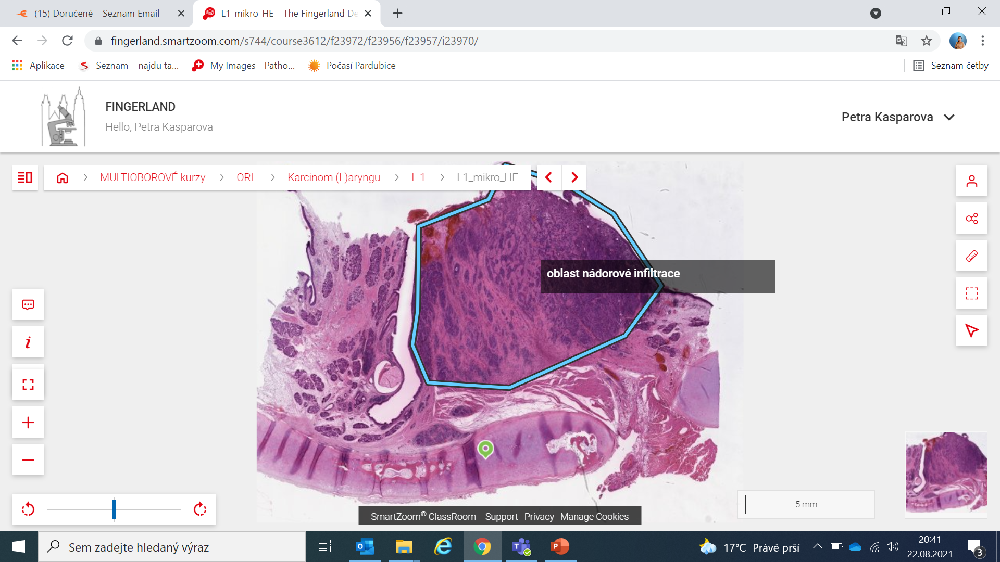 (15) Doručené – Seznam Email
L1_mikro_HE – The Fingerland De
fingerland.smartzoom.com/s744/course3612/f23972/f23956/f23957/i23970/
Aplikace
Seznam – najdu ta...
My Images - Patho...
Počasí Pardubice
Seznam četby
FINGERLAND
Hello, Petra Kasparova
Petra Kasparova
MULTIOBOROVÉ kurzy
ORL
Karcinom (L)aryngu
L 1
L1_mikro_HE
oblast nádorové infiltrace
5 mm
SmartZoom® ClassRoom Support Privacy Manage Cookies
Sem zadejte hledaný výraz
17°C Právě prší
20:41
22.08.2021
3